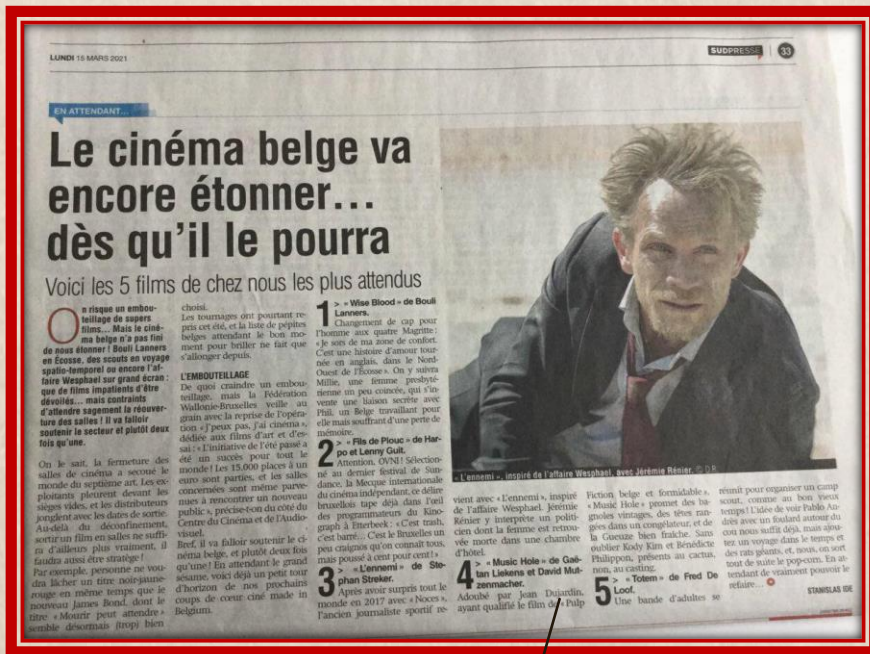 LUNDI 15 MARS 2021
SUDPRESSE 33
EN ATTENDANT...
Le cinéma belge va
encore étonner...
dès qu'il le pourra
Voici les 5 films de chez nous les plus attendus
On risque un embou-
teillage de supers
films... Mais le ciné-
ma belge n'a pas fini
de nous étonner ! Bouli Lanners
en Écosse, des scouts en voyage
spatio-temporel ou encore l'af-
faire Wesphael sur grand écran :
que de films impatients d'être
dévoilés... mais contraints
d'attendre sagement la réouver-
ture des salles ! Il va falloir
soutenir le secteur et plutôt deux
fois qu'une.
On le sait, la fermeture des
salles de cinéma a secoué le
monde du septième art. Les ex-
ploitants pleurent devant les
sièges vides, et les distributeurs
jonglent avec les dates de sortie.
Au-delà du déconfinement,
sortir un film en salles ne suffi-
ra d'ailleurs plus vraiment, il
faudra aussi être stratège !
Par exemple, personne ne vou-
dra lâcher un titre noir-jaune-
rouge en même temps que le
nouveau James Bond, dont le
titre « Mourir peut attendre »
semble désormais (trop) bien
choisi.
Les tournages ont pourtant re-
pris cet été, et la liste de pépites
belges attendant le bon mo-
ment pour briller ne fait que
s'allonger depuis.
L'EMBOUTEILLAGE
De quoi craindre un embou-
teillage, mais la Fédération
Wallonie-Bruxelles veille au
grain avec la reprise de l'opéra-
tion « J'peux pas, j'ai cinéma »,
dédiée aux films d'art et d'es-
sai : « L'initiative de l'été passé a
été un succès pour tout le
monde ! Les 15.000 places à un
euro sont parties, et les salles
concernées sont même parve-
nues à rencontrer un nouveau
public », précise-t-on du côté du
Centre du Cinéma et de l'Audio-
visuel.
Bref, il va falloir soutenir le ci-
néma belge, et plutôt deux fois
qu'une ! En attendant le grand
sésame, voici déjà un petit tour
d'horizon de nos prochains
coups de cœur ciné made in
Belgium.
1 > « Wise Blood » de Bouli
Lanners.
Changement de cap pour
l'homme aux quatre Magritte :
« Je sors de ma zone de confort.
C'est une histoire d'amour tour-
née en anglais, dans le Nord-
Ouest de l'Écosse ». On y suivra
Millie, une femme presbyté-
rienne un peu coincée, qui s'in-
vente une liaison secrète avec
Phil, un Belge travaillant pour
elle mais souffrant d'une perte de
mémoire.
2 > « Fils de Plouc » de Har-
po et Lenny Guit.
Attention, OVNI ! Sélection-
né au dernier festival de Sun-
dance, la Mecque internationale
du cinéma indépendant, ce délire
bruxellois tape déjà dans l'œil
des programmateurs du Kino-
graph à Etterbeek : « C'est trash,
c'est barré... C'est le Bruxelles un
peu craignos qu'on connaît tous,
mais poussé à cent pour cent ! »
3 > « L'ennemi » de Ste-
phan Streker.
Après avoir surpris tout le
monde en 2017 avec « Noces »,
l'ancien journaliste sportif re-
« L'ennemi », inspiré de l'affaire Wesphael, avec Jérémie Rénier. © D.R.
vient avec « L'ennemi », inspiré
de l'affaire Wesphael. Jérémie
Rénier y interprète un politi-
cien dont la femme est retrou-
vée morte dans une chambre
d'hôtel.
4 > « Music Hole » de Gaë-
tan Liekens et David Mut-
zenmacher.
Adoubé par Jean Dujardin,
ayant qualifié le film de « Pulp
Fiction belge et formidable »,
« Music Hole » promet des ba-
gnoles vintages, des têtes ran-
gées dans un congélateur, et de
la Gueuze bien fraîche. Sans
oublier Kody Kim et Bénédicte
Philippon, présents au cactus,
non, au casting.
5 > « Totem » de Fred De
Loof.
Une bande d'adultes se
réunit pour organiser un camp
scout, comme au bon vieux
temps ! L'idée de voir Pablo An-
drès avec un foulard autour du
cou nous suffit déjà, mais ajou-
tez un voyage dans le temps et
des rats géants, et, nous, on sort
tout de suite le pop-corn. En at-
tendant de vraiment pouvoir le
refaire...
STANISLAS IDE